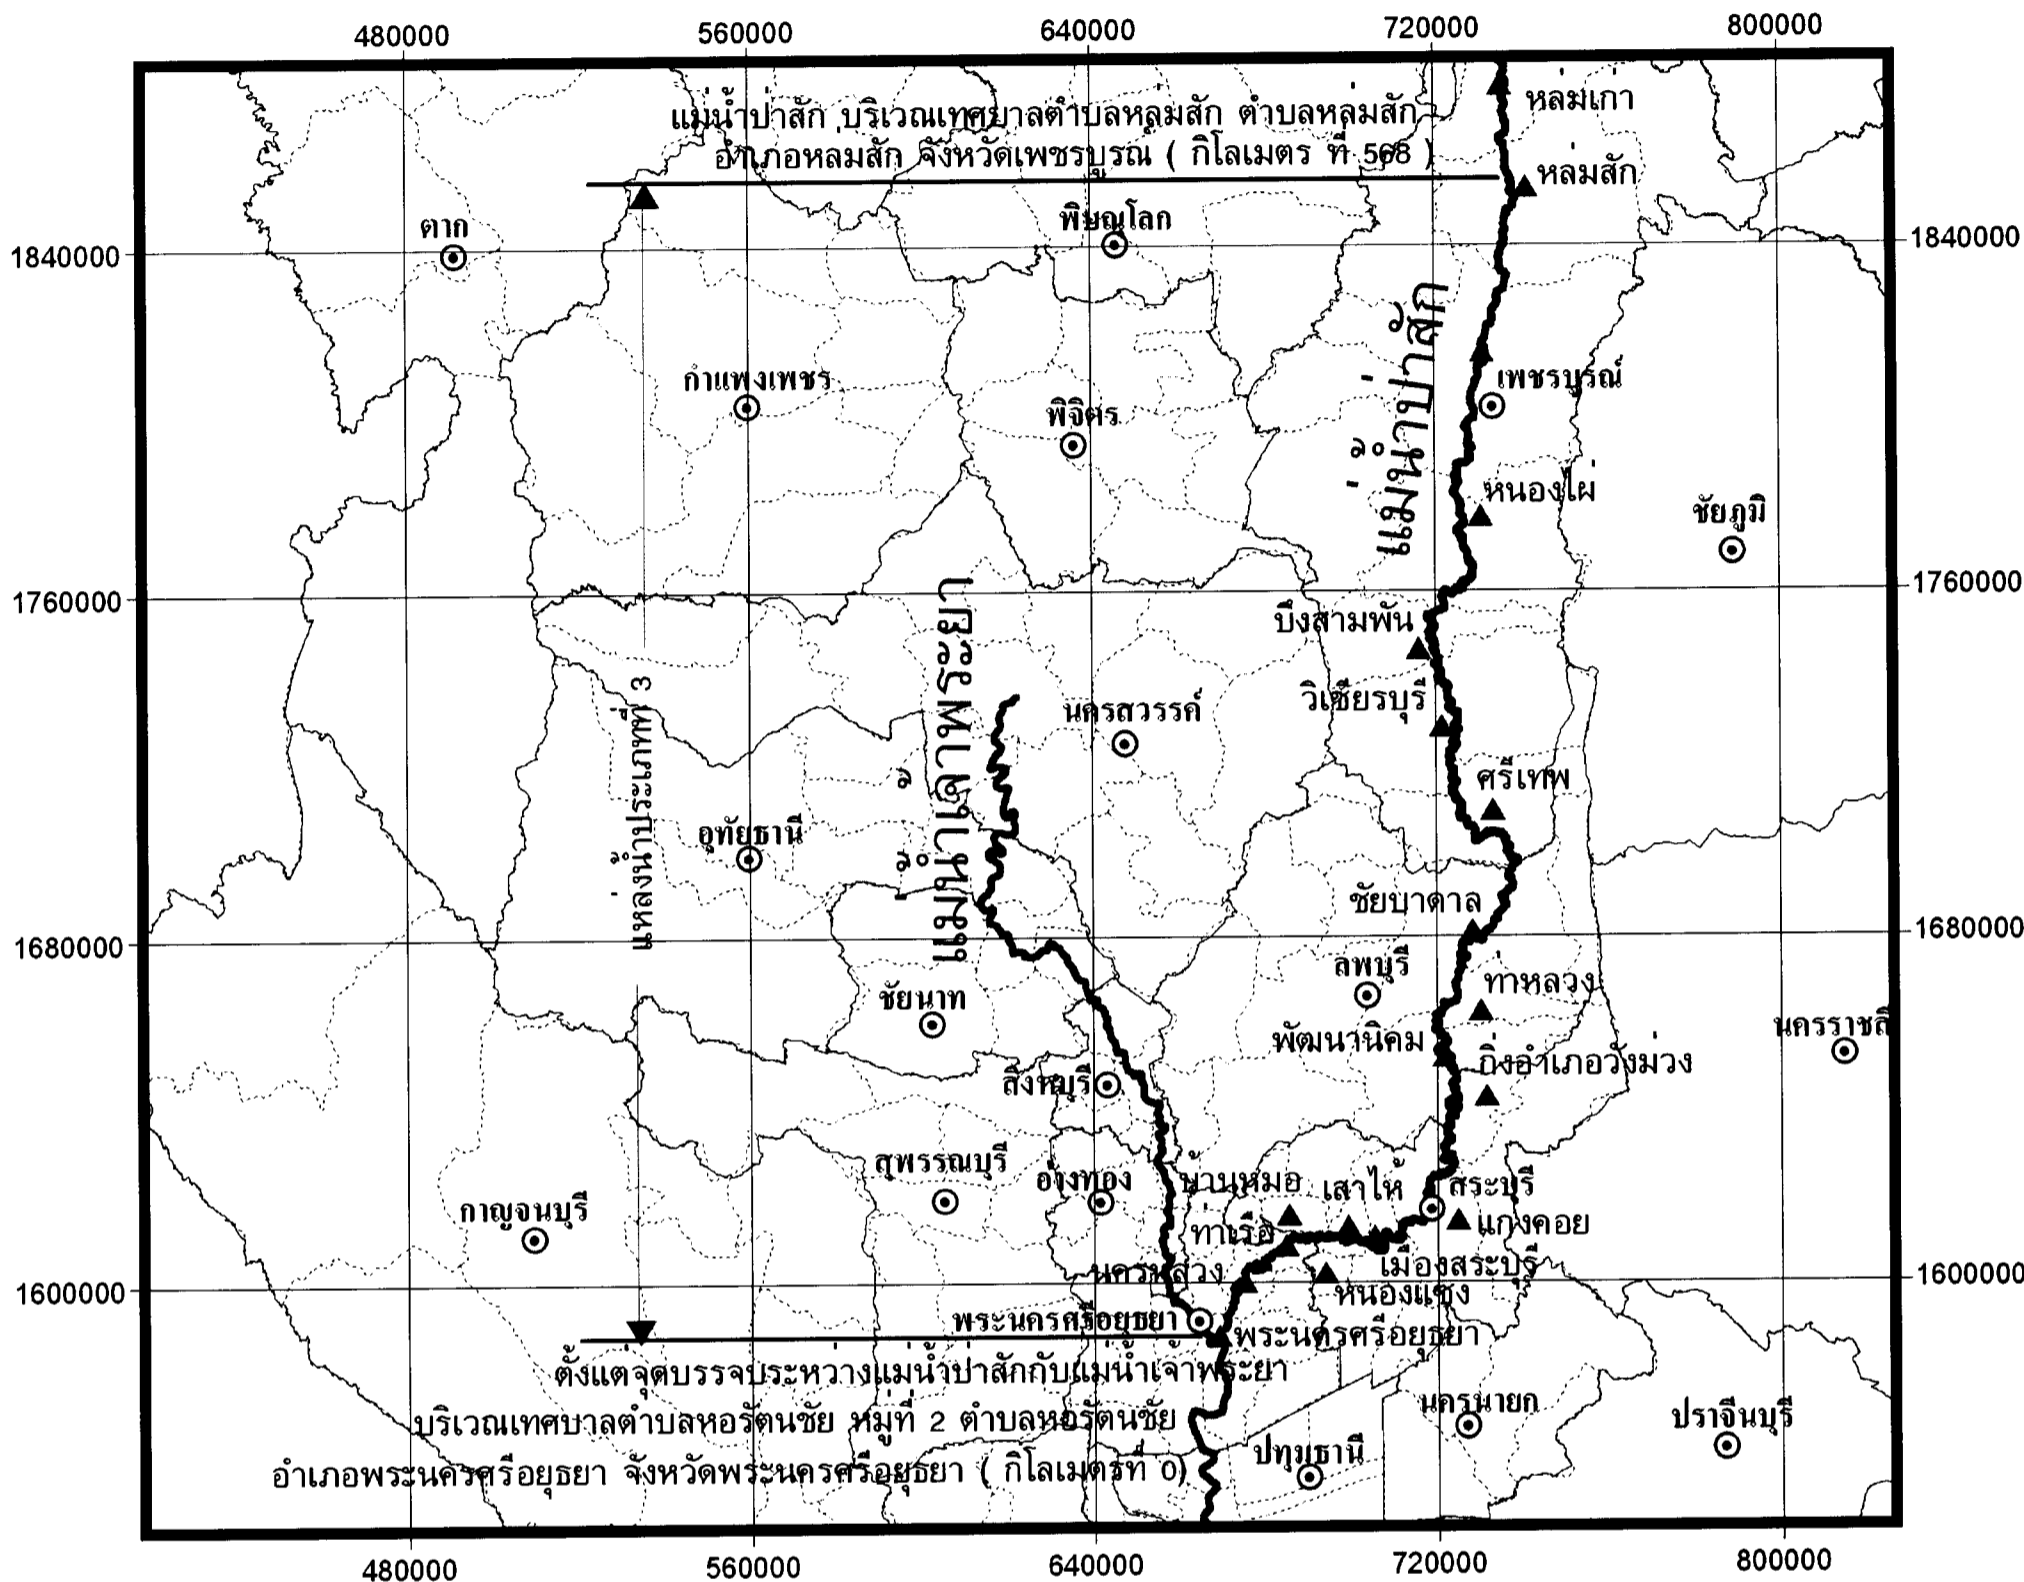 480000 560000 640000 720000 800000
หล่มเก่า
แม่น้ำป่าสัก บริเวณเทศบาลตำบลหล่มสัก ตำบลหล่มสัก
อำเภอหล่มสัก จังหวัดเพชรบูรณ์ ( กิโลเมตร ที่ 568 )
หล่มสัก
ตาก
พิษณุโลก
1840000
1840000
แม่น้ำป่าสัก
กำแพงเพชร
เพชรบูรณ์
พิจิตร
หนองไผ่
ชัยภูมิ
1760000
1760000
แม่น้ำเจ้าพระยา
บึงสามพัน
แหล่งน้ำประเภทที่ 3
วิเชียรบุรี
นครสวรรค์
ศรีเทพ
อุทัยธานี
ชัยบาดาล
1680000
1680000
ลพบุรี
ท่าหลวง
ชัยนาท
พัฒนานิคม
นครราชสี
กิ่งอำเภอวังม่วง
สิงหบุรี
สุพรรณบุรี
อ่างทอง
บ้านหมอ
เสาไห้
สระบุรี
กาญจนบุรี
ท่าเรือ
แก่งคอย
เมืองสระบุรี
นครหลวง
หนองแซง
1600000
1600000
พระนครศรีอยุธยา
พระนครศรีอยุธยา
ตั้งแต่จุดบรรจบระหว่างแม่น้ำป่าสักกับแม่น้ำเจ้าพระยา
บริเวณเทศบาลตำบลหอรัตนชัย หมู่ที่ 2 ตำบลหอรัตนชัย
อำเภอพระนครศรีอยุธยา จังหวัดพระนครศรีอยุธยา ( กิโลเมตรที่ 0)
นครนายก
ปราจีนบุรี
ปทุมธานี
480000 560000 640000 720000 800000